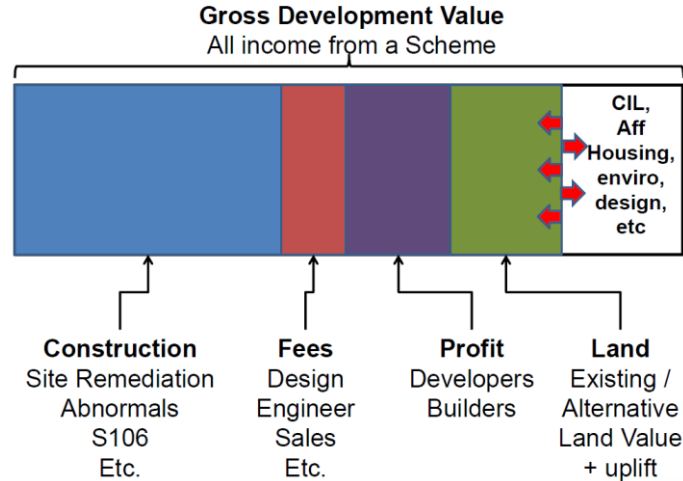 Gross Development Value
All income from a Scheme
CIL,
Aff
Housing,
enviro,
design,
etc
Construction
Site Remediation
Abnormals
S106
Etc.
Fees
Design
Engineer
Sales
Etc.
Profit
Developers
Builders
Land
Existing /
Alternative
Land Value
+ uplift